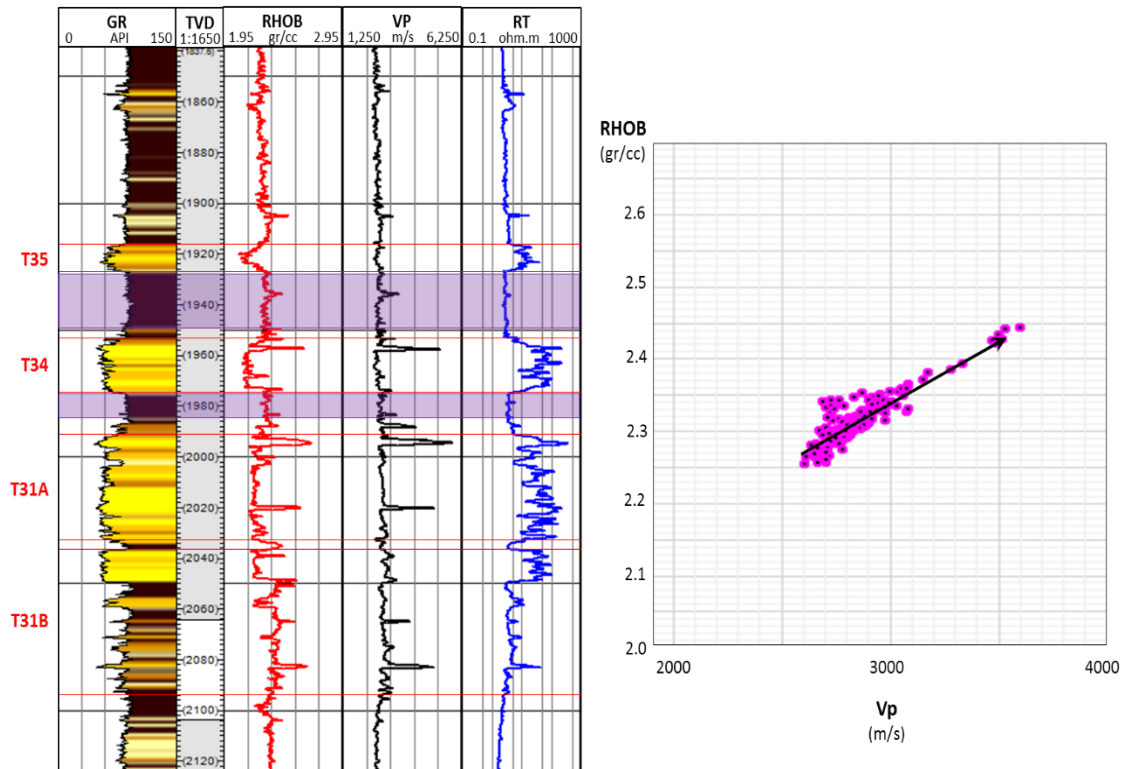 GR TVD RHOB VP RT
0 API 150 1:1650 1.95 gr/cc 2.95 1,250 m/s 6,250 0.1 ohm.m 1000
(1837.6)
(1860)
(1880)
(1900)
T35 (1920)
(1940)
T34 (1960)
(1980)
(2000)
T31A (2020)
(2040)
T31B (2060)
(2080)
(2100)
(2120)
RHOB
(gr/cc)
2.6
2.5
2.4
2.3
2.2
2.1
2.0
2000 3000 4000
Vp
(m/s)